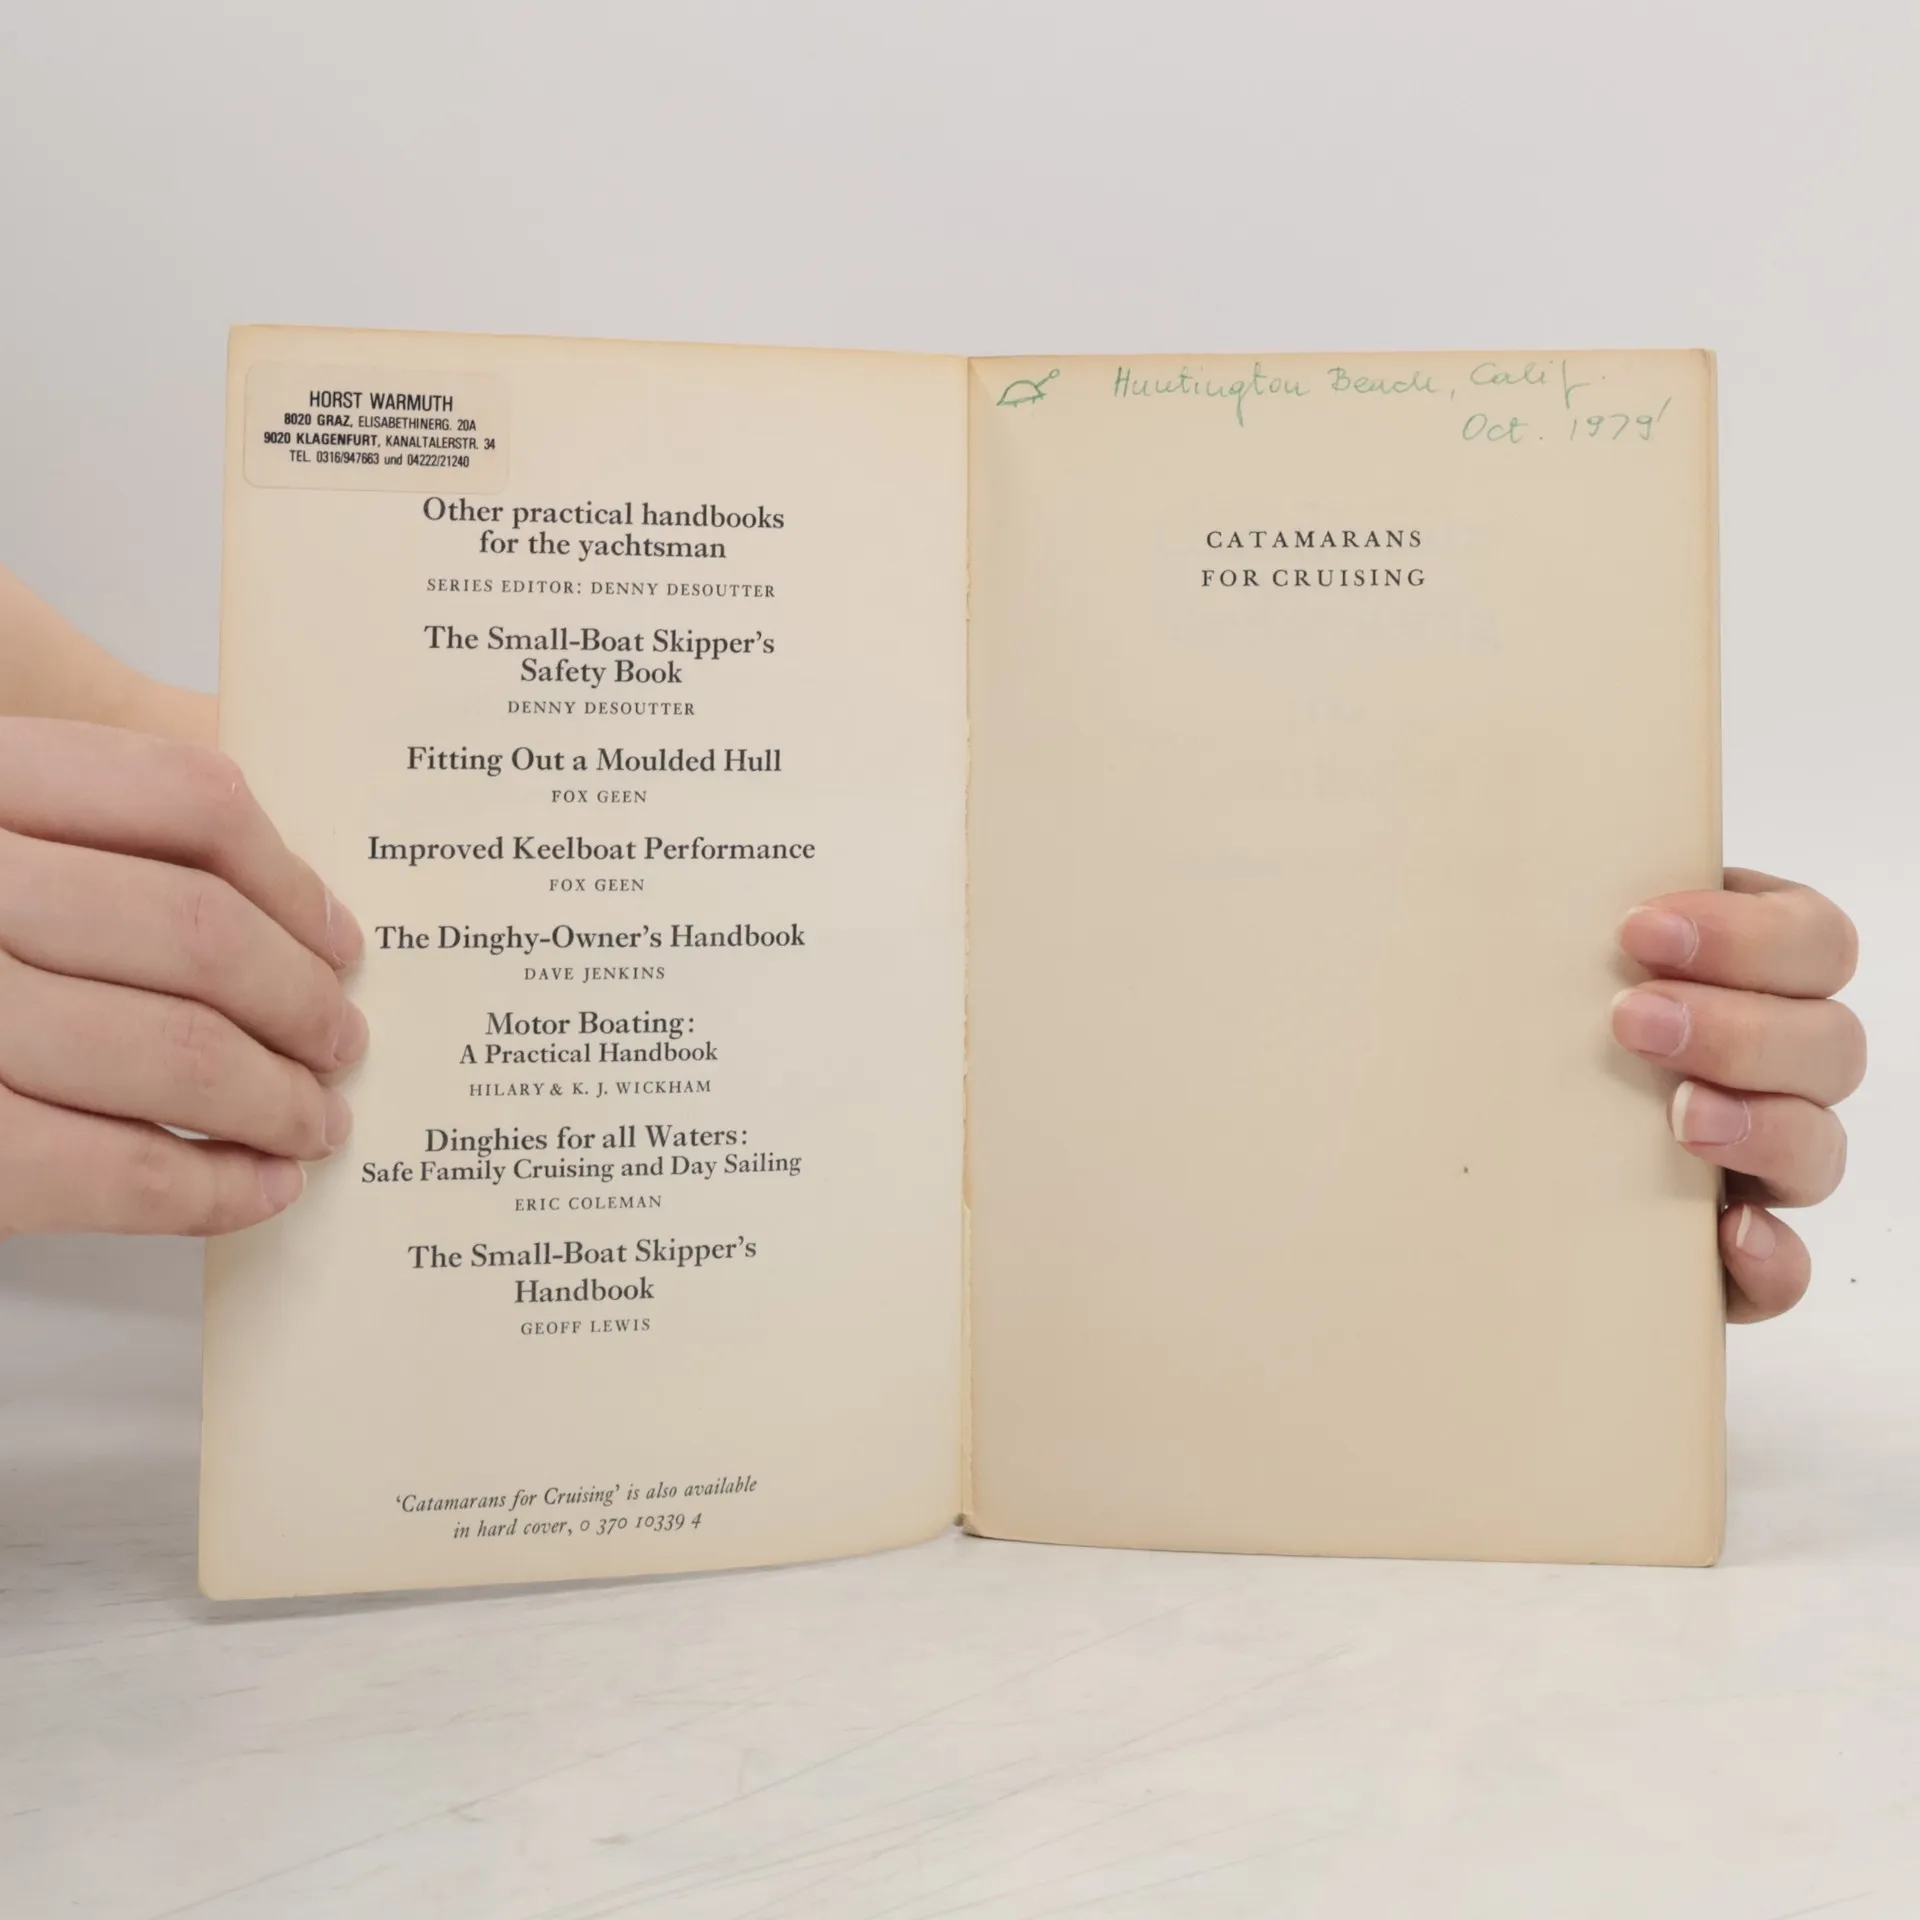 HORST WARMUTH
8020 GRAZ, ELISABETHINERG. 20A
9020 KLAGENFURT, KANALTALERSTR. 34
TEL. 0316/947663 und 04222/21240
Other practical handbooks
for the yachtsman
SERIES EDITOR: DENNY DESOUTTER
The Small-Boat Skipper's
Safety Book
DENNY DESOUTTER
Fitting Out a Moulded Hull
FOX GEEN
Improved Keelboat Performance
FOX GEEN
The Dinghy-Owner's Handbook
DAVE JENKINS
Motor Boating:
A Practical Handbook
HILARY & K. J. WICKHAM
Dinghies for all Waters:
Safe Family Cruising and Day Sailing
ERIC COLEMAN
The Small-Boat Skipper's
Handbook
GEOFF LEWIS
'Catamarans for Cruising' is also available
in hard cover, 0 370 10339 4
Huntington Beach, Calif.
Oct. 1979
CATAMARANS
FOR CRUISING